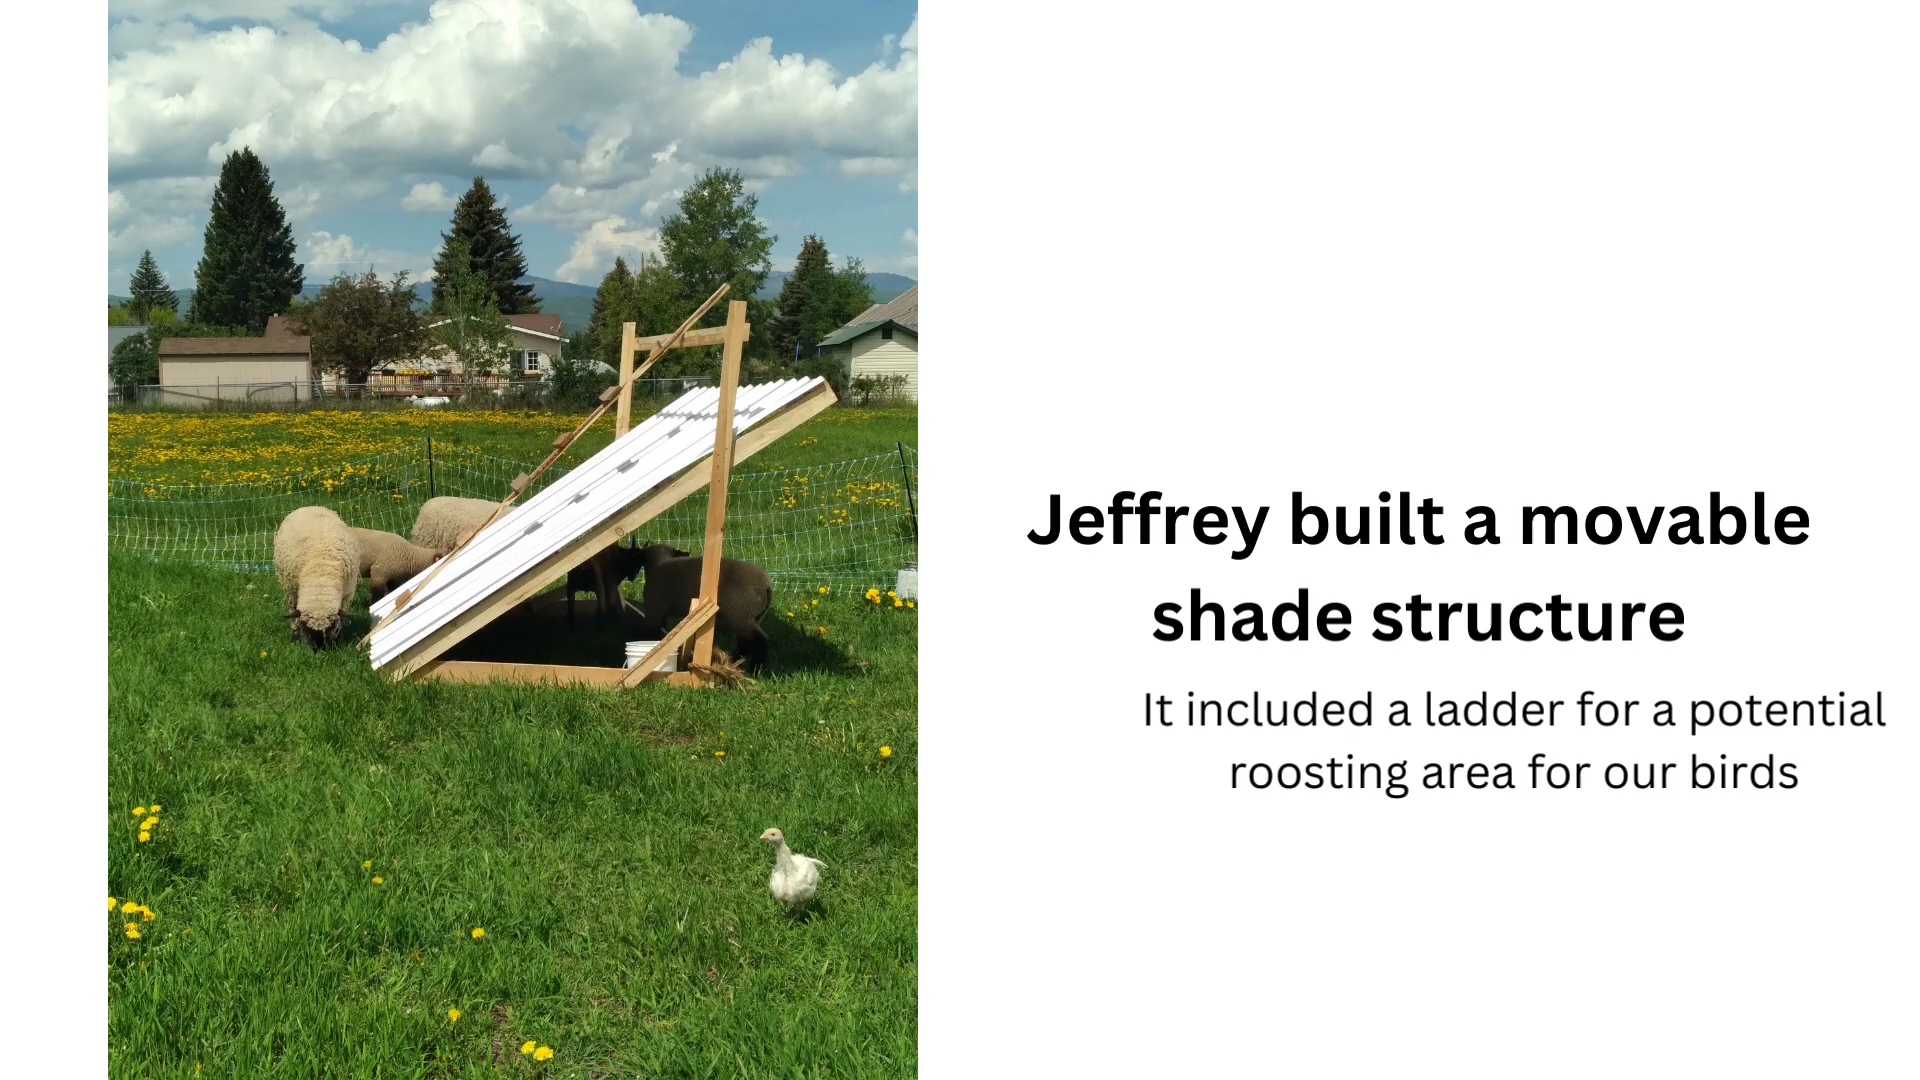 Jeffrey built a movable
shade structure
It included a ladder for a potential
roosting area for our birds